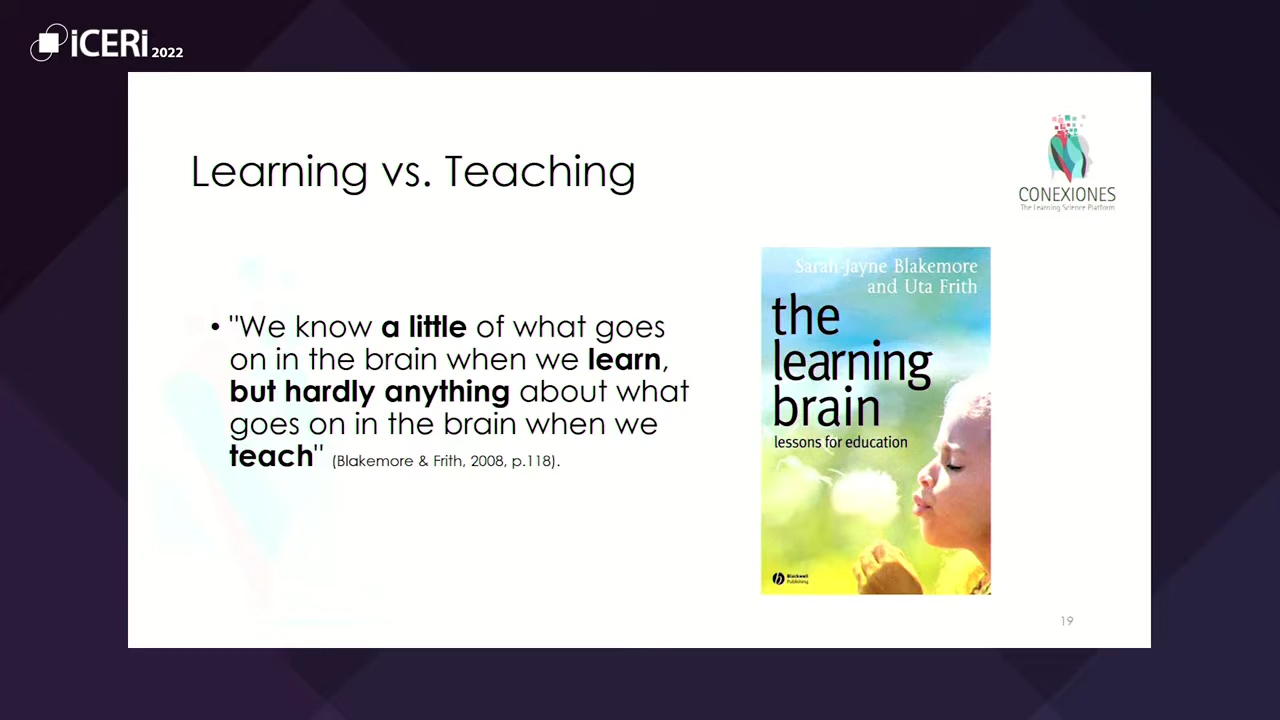 iCERi 2022
Learning vs. Teaching
CONEXIONES
The Learning Science Platform
• "We know a little of what goes
on in the brain when we learn,
but hardly anything about what
goes on in the brain when we
teach" (Blakemore & Frith, 2008, p.118).
Sarah-Jayne Blakemore
and Uta Frith
the
learning
brain
lessons for education
Blackwell
Publishing
19